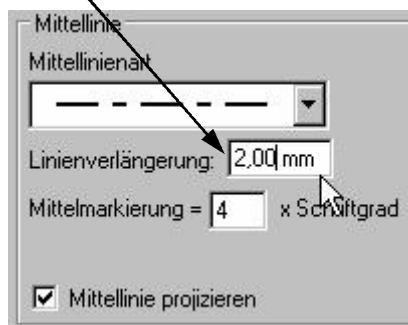 Mittellinie
Mittellinienart
Linienverlängerung: 2,00 mm
Mittelmarkierung = 4 x Schriftgrad
Mittellinie projizieren